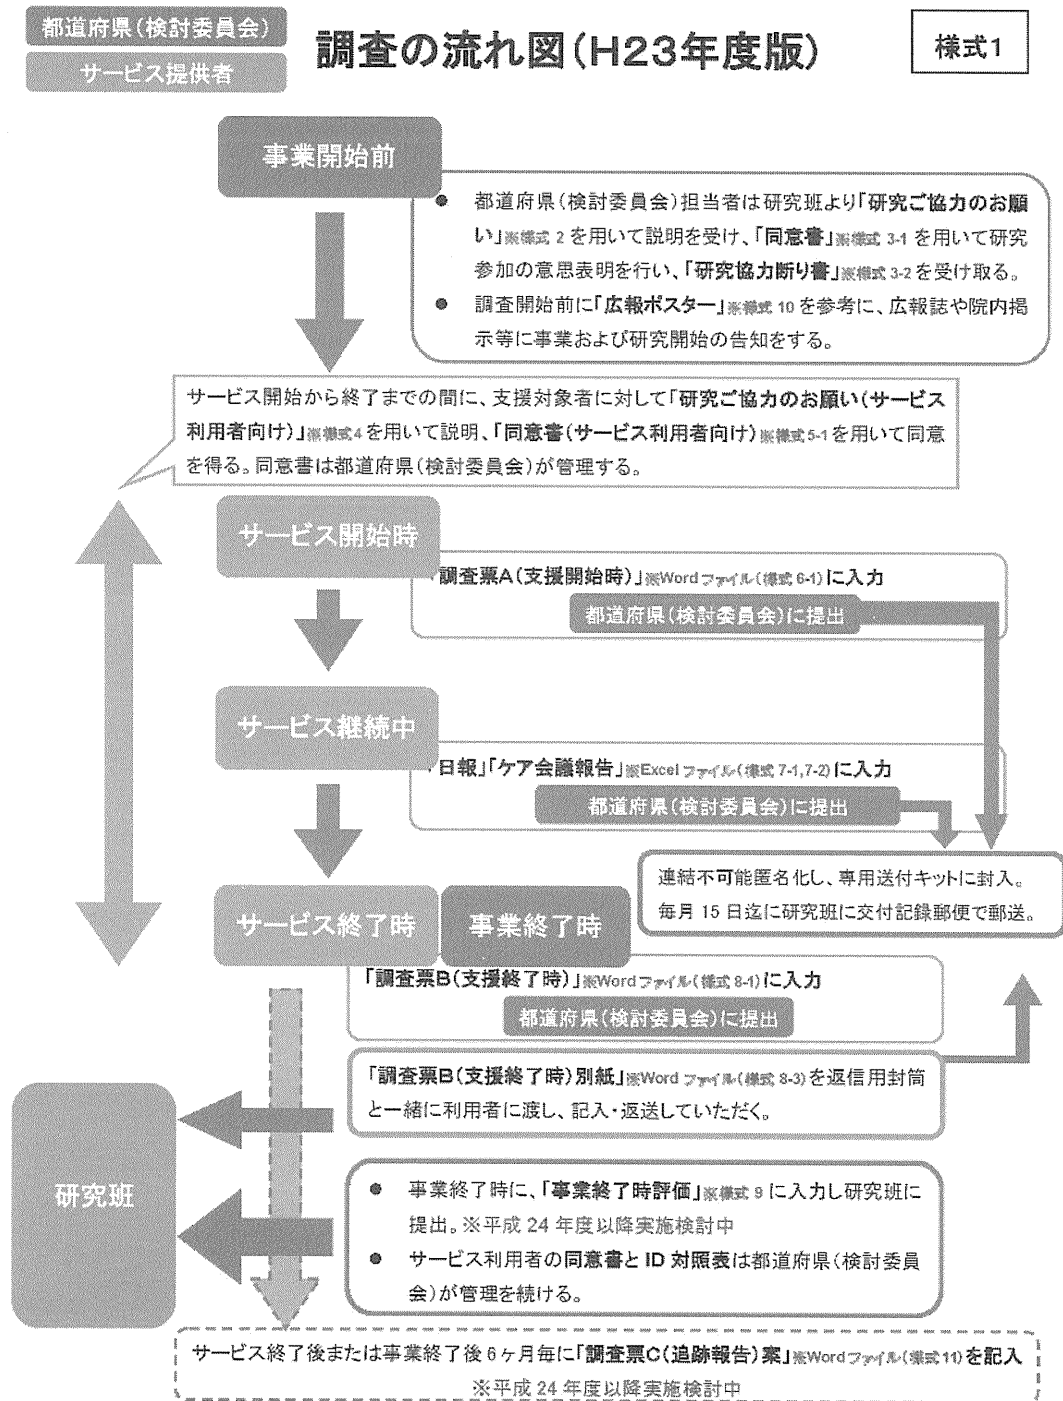 都道府県(検討委員会)
サービス提供者
調査の流れ図(H23年度版)
様式1
事業開始前
● 都道府県(検討委員会)担当者は研究班より「研究ご協力のお願
い」※様式 2 を用いて説明を受け、「同意書」※様式 3-1 を用いて研究
参加の意思表明を行い、「研究協力断り書」※様式 3-2 を受け取る。
● 調査開始前に「広報ポスター」※様式 10 を参考に、広報誌や院内掲
示等に事業および研究開始の告知をする。
サービス開始から終了までの間に、支援対象者に対して「研究ご協力のお願い(サービス
利用者向け)」※様式4 を用いて説明、「同意書(サービス利用者向け)※様式5-1 を用いて同意
を得る。同意書は都道府県(検討委員会)が管理する。
サービス開始時
「調査票A(支援開始時)」※Word ファイル(様式 6-1)に入力
都道府県(検討委員会)に提出
サービス継続中
「日報」「ケア会議報告」※Excel ファイル(様式 7-1,7-2)に入力
都道府県(検討委員会)に提出
連結不可能匿名化し、専用送付キットに封入。
毎月 15 日迄に研究班に交付記録郵便で郵送。
サービス終了時
事業終了時
「調査票B(支援終了時)」※Word ファイル(様式 8-1)に入力
都道府県(検討委員会)に提出
「調査票B(支援終了時)別紙」※Word ファイル(様式 8-3)を返信用封筒
と一緒に利用者に渡し、記入・返送していただく。
研究班
● 事業終了時に、「事業終了時評価」※様式 9 に入力し研究班に
提出。※平成 24 年度以降実施検討中
● サービス利用者の同意書と ID 対照表は都道府県(検討委員
会)が管理を続ける。
サービス終了後または事業終了後 6ヶ月毎に「調査票C(追跡報告)案」※Wordファイル(様式11)を記入
※平成 24 年度以降実施検討中